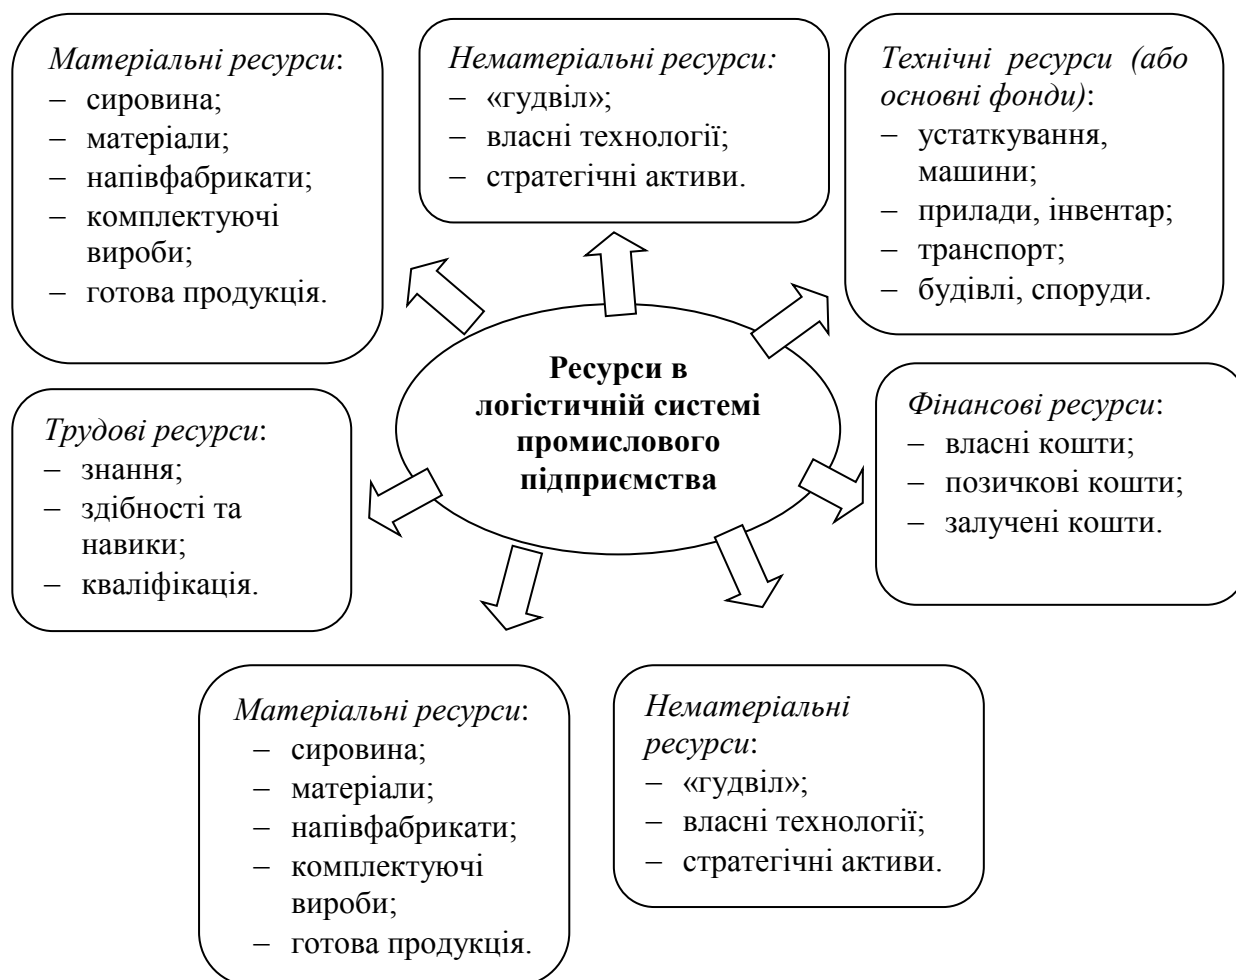 Матеріальні ресурси:
– сировина;
– матеріали;
– напівфабрикати;
– комплектуючі
вироби;
– готова продукція.
Нематеріальні ресурси:
– «гудвіл»;
– власні технології;
– стратегічні активи.
Технічні ресурси (або
основні фонди):
– устаткування,
машини;
– прилади, інвентар;
– транспорт;
– будівлі, споруди.
Ресурси в
логістичній системі
промислового
підприємства
Трудові ресурси:
– знання;
– здібності та
навики;
– кваліфікація.
Фінансові ресурси:
– власні кошти;
– позичкові кошти;
– залучені кошти.
Матеріальні ресурси:
– сировина;
– матеріали;
– напівфабрикати;
– комплектуючі
вироби;
– готова продукція.
Нематеріальні
ресурси:
– «гудвіл»;
– власні технології;
– стратегічні активи.